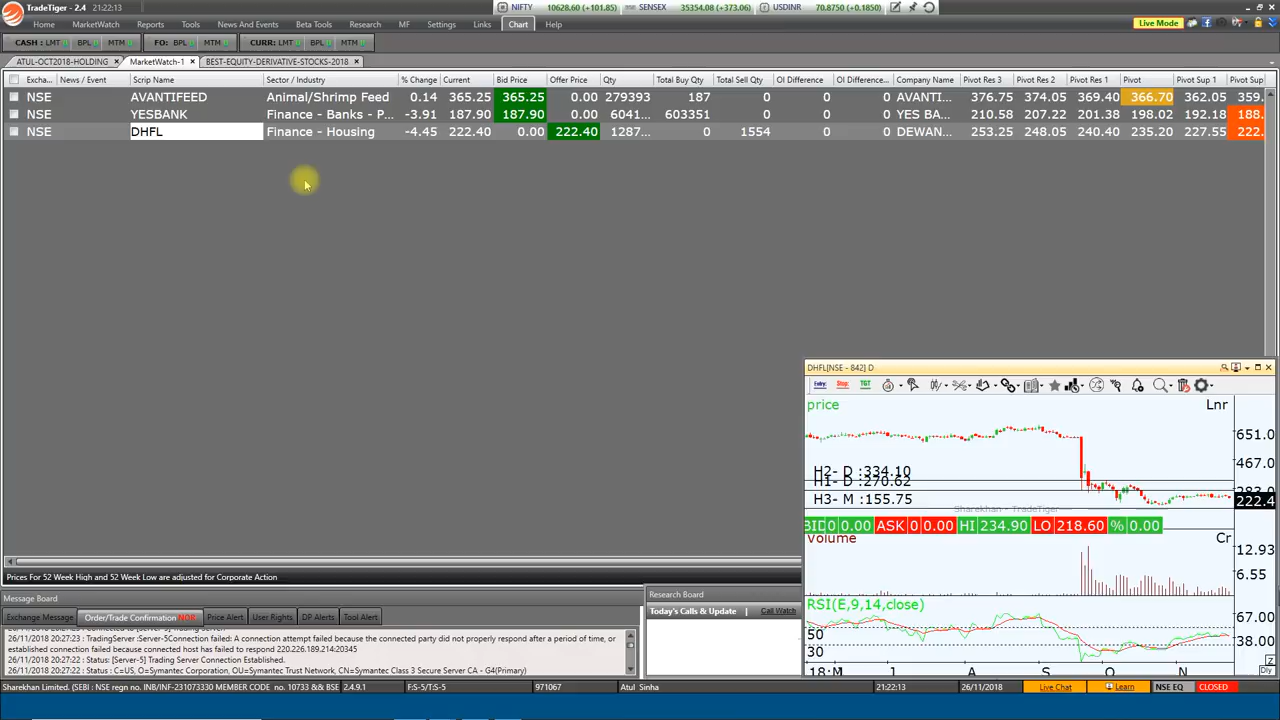 TradeTiger - 2.4 21:22:13 NIFTY 10628.60 (+101.85) SENSEX 35354.08 (+373.06) USDINR 70.8750 (+0.1850)
Home MarketWatch Reports Trade Tools News And Events Beta Tools Research MF Settings Links Chart Help Live Mode
CASH : LMT BPL MTM FO: BPL MTM CURR: LMT BPL MTM
ATUL-OCT2018-HOLDING MarketWatch-1 BEST-EQUITY-DERIVATIVE-STOCKS-2018
Excha... News / Event Scrip Name Sector / Industry % Change Current Bid Price Offer Price Qty Total Buy Qty Total Sell Qty OI Difference OI Difference... Company Name Pivot Res 3 Pivot Res 2 Pivot Res 1 Pivot Pivot Sup 1 Pivot Sup
NSE AVANTIFEED Animal/Shrimp Feed 0.14 365.25 365.25 0.00 279393 187 0 0 0 AVANTI... 376.75 374.05 369.40 366.70 362.05 359.
NSE YESBANK Finance - Banks - P... -3.91 187.90 187.90 0.00 6041... 603351 0 0 0 YES BA... 210.58 207.22 201.38 198.02 192.18 188.
NSE DHFL Finance - Housing -4.45 222.40 0.00 222.40 1287... 0 1554 0 0 DEWAN... 253.25 248.05 240.40 235.20 227.55 222.
DHFL[NSE - 842] D
Entry Stop TGT
price Lnr
651.0
467.0
H2- D :334.10
H1- D :270.62
H3- M :155.75
222.4
Sharekhan - TradeTiger
BID 0 0.00 ASK 0 0.00 HI 234.90 LO 218.60 % 0.00
Volume Cr
12.93
6.55
RSI(E,9,14,close)
67.00
50
38.00
30
'18:M J A S O N Dly
Prices For 52 Week High and 52 Week Low are adjusted for Corporate Action
Message Board
Exchange Message Order/Trade Confirmation NOR Price Alert User Rights DP Alerts Tool Alert
26/11/2018 20:27:23 : TradingServer :Server-5Connection failed: A connection attempt failed because the connected party did not properly respond after a period of time, or
established connection failed because connected host has failed to respond 220.226.189.214:20345
26/11/2018 20:27:27 : Status: [Server-5] Trading Server Connection Established.
26/11/2018 20:27:27 : Status : C=US, O=Symantec Corporation, OU=Symantec Trust Network, CN=Symantec Class 3 Secure Server CA - G4(Primary)
Research Board
Today's Calls & Update Call Watch
Sharekhan Limited. (SEBI : NSE regn no. INB/INF-231073330 MEMBER CODE no. 10733 && BSE 2.4.9.1 F:S-5/T:S-5 971067 Atul Sinha 21:22:13 26/11/2018 Live Chat Learn NSE EQ CLOSED